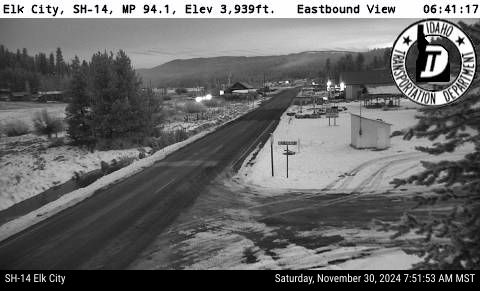 Elk City, SH-14, MP 94.1, Elev 3,939ft. Eastbound View 06:41:17
IDAHO
TRANSPORTATION DEPARTMENT
SH-14 Elk City
Saturday, November 30, 2024 7:51:53 AM MST